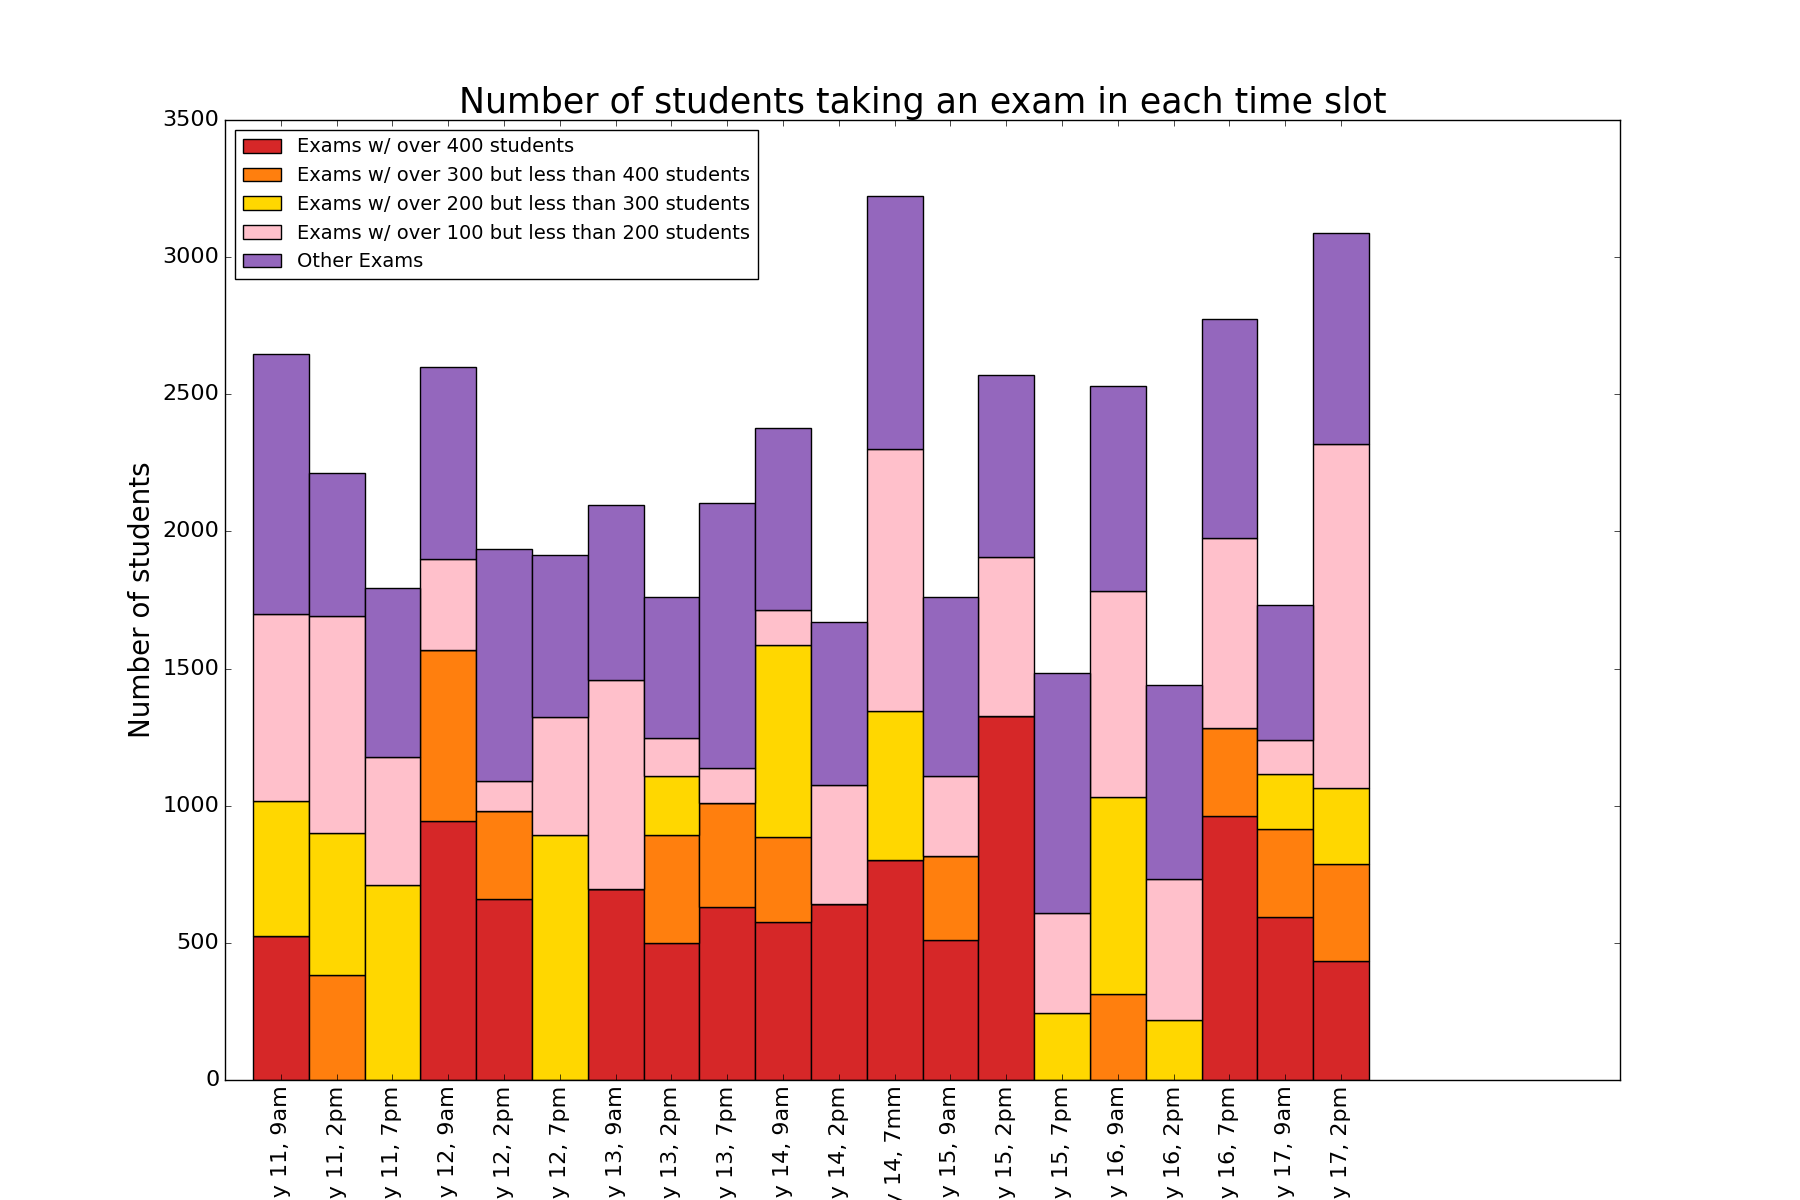 Number of students taking an exam in each time slot
3500
3000
2500
2000
1500
1000
500
0
Number of students
Exams w/ over 400 students
Exams w/ over 300 but less than 400 students
Exams w/ over 200 but less than 300 students
Exams w/ over 100 but less than 200 students
Other Exams
y 11, 9am
y 11, 2pm
y 11, 7pm
y 12, 9am
y 12, 2pm
y 12, 7pm
y 13, 9am
y 13, 2pm
y 13, 7pm
y 14, 9am
y 14, 2pm
y 14, 7mm
y 15, 9am
y 15, 2pm
y 15, 7pm
y 16, 9am
y 16, 2pm
y 16, 7pm
y 17, 9am
y 17, 2pm